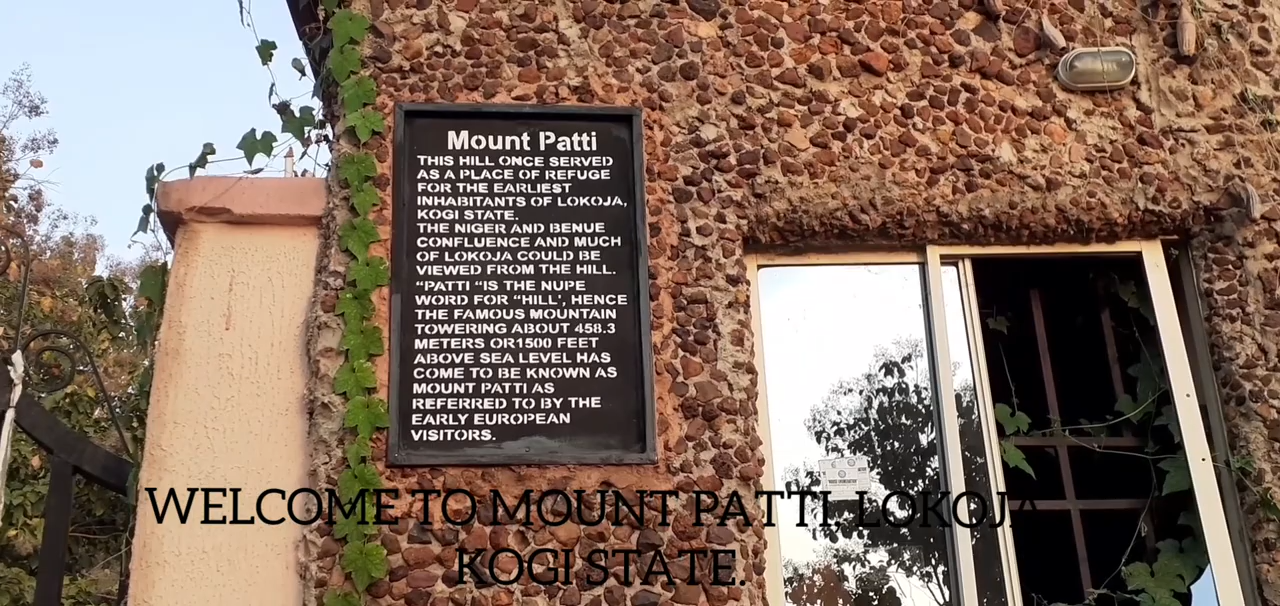 Mount Patti
THIS HILL ONCE SERVED
AS A PLACE OF REFUGE
FOR THE EARLIEST
INHABITANTS OF LOKOJA,
KOGI STATE.
THE NIGER AND BENUE
CONFLUENCE AND MUCH
OF LOKOJA COULD BE
VIEWED FROM THE HILL.
“PATTI “IS THE NUPE
WORD FOR “HILL’, HENCE
THE FAMOUS MOUNTAIN
TOWERING ABOUT 458.3
METERS OR1500 FEET
ABOVE SEA LEVEL HAS
COME TO BE KNOWN AS
MOUNT PATTI AS
REFERRED TO BY THE
EARLY EUROPEAN
VISITORS.
WELCOME TO MOUNT PATTI, LOKOJA
KOGI STATE.